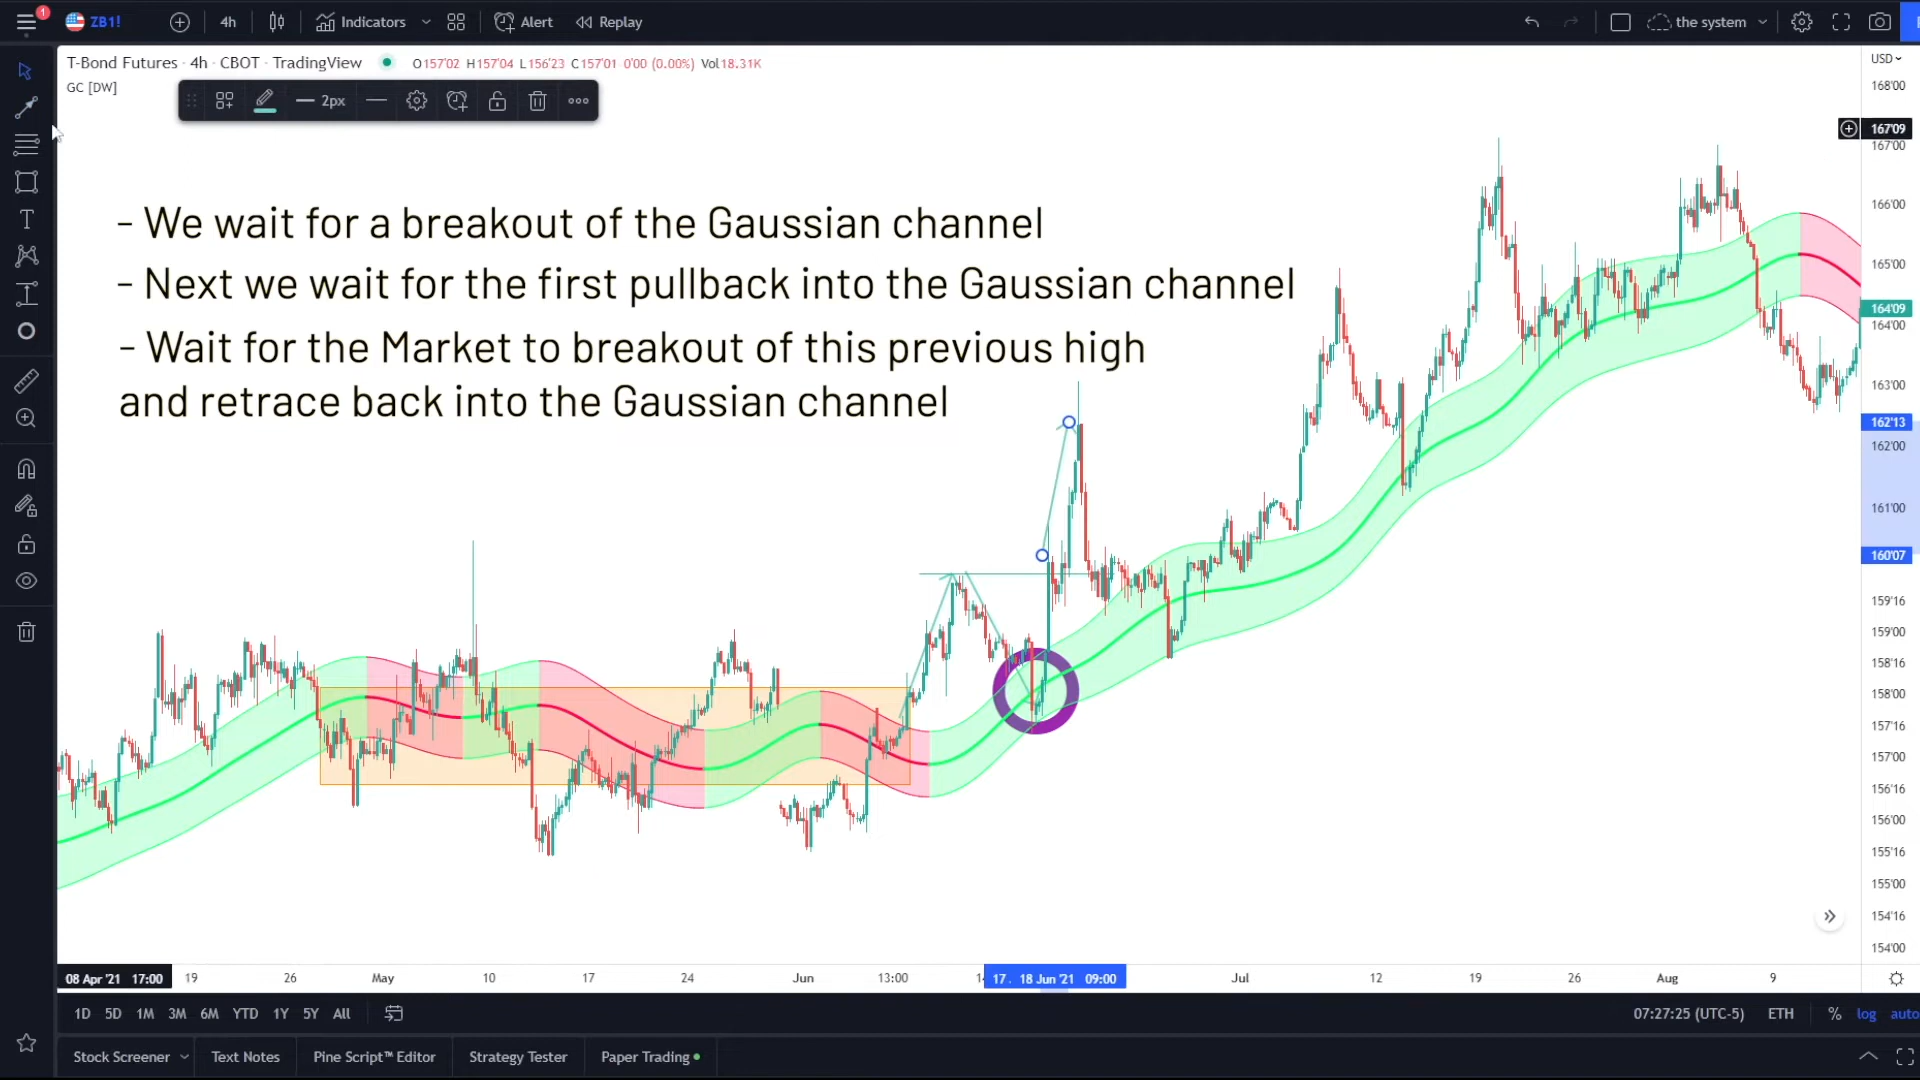 1
ZB1!
4h
Indicators
Alert
Replay
the system
T-Bond Futures · 4h · CBOT · TradingView
O157'02 H157'04 L156'23 C157'01 0'00 (0.00%) Vol18.31K
USD
GC [DW]
2px
168'00
167'09
167'00
- We wait for a breakout of the Gaussian channel
166'00
- Next we wait for the first pullback into the Gaussian channel
165'00
164'09
164'00
- Wait for the Market to breakout of this previous high
and retrace back into the Gaussian channel
163'00
162'13
162'00
161'00
160'07
159'16
159'00
158'16
158'00
157'16
157'00
156'16
156'00
155'16
155'00
154'16
154'00
08 Apr '21 17:00 19 26 May 10 17 24 Jun 13:00 17 18 Jun '21 09:00 Jul 12 19 26 Aug 9
1D 5D 1M 3M 6M YTD 1Y 5Y All
07:27:25 (UTC-5) ETH % log auto
Stock Screener Text Notes Pine Script™ Editor Strategy Tester Paper Trading